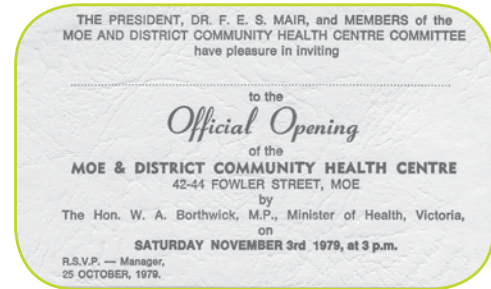 THE PRESIDENT, DR. F. E. S. MAIR, and MEMBERS of the
MOE AND DISTRICT COMMUNITY HEALTH CENTRE COMMITTEE
have pleasure in inviting
to the
Official Opening
of the
MOE & DISTRICT COMMUNITY HEALTH CENTRE
42-44 FOWLER STREET, MOE
by
The Hon. W. A. Borthwick, M.P., Minister of Health, Victoria,
on
SATURDAY NOVEMBER 3rd 1979, at 3 p.m.
R.S.V.P. — Manager,
25 OCTOBER, 1979.